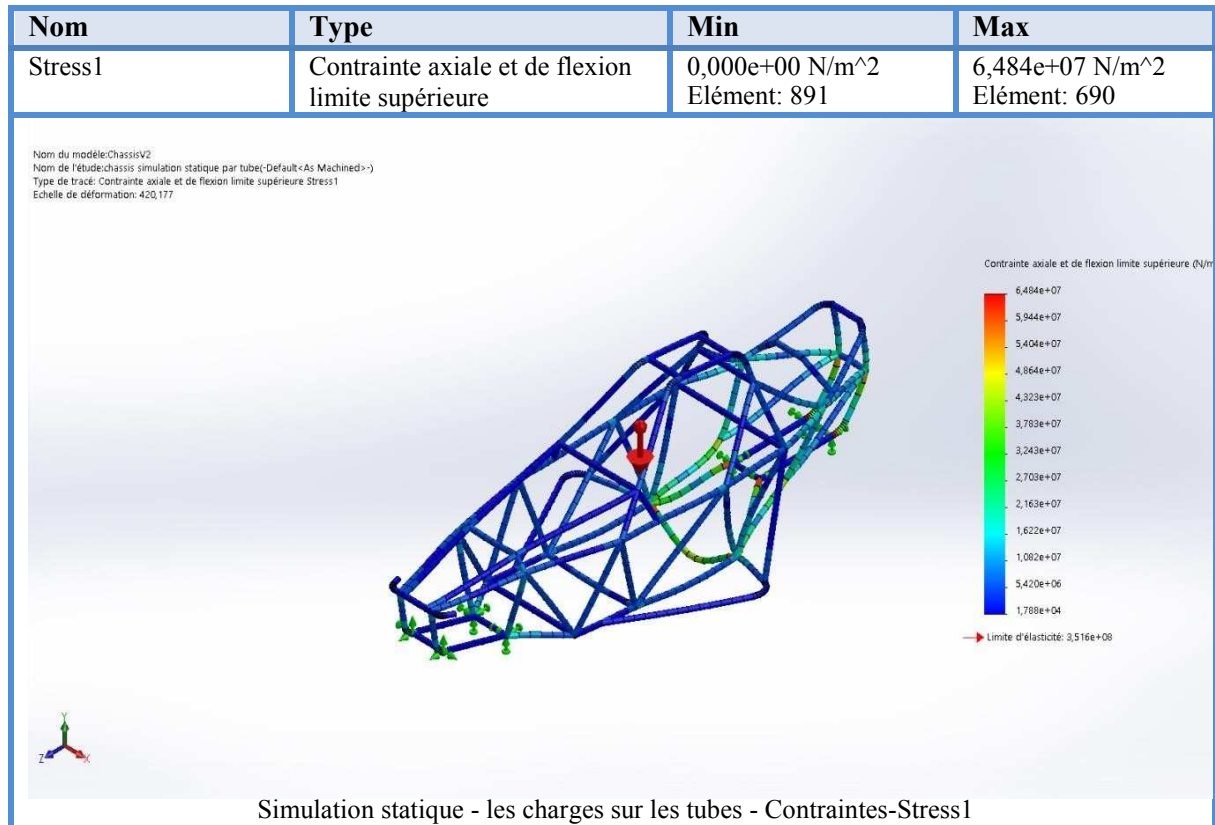 Nom Type Min Max
Stress1 Contrainte axiale et de flexion 0,000e+00 N/m^2 6,484e+07 N/m^2
limite supérieure Elément: 891 Elément: 690
Nom du modèle:ChassisV2
Nom de l'étude:chassis simulation statique par tube(-Default<As Machined>-)
Type de tracé: Contrainte axiale et de flexion limite supérieure Stress1
Echelle de déformation: 420,177
Contrainte axiale et de flexion limite supérieure (N/m
6,484e+07
5,944e+07
5,404e+07
4,864e+07
4,323e+07
3,783e+07
3,243e+07
2,703e+07
2,163e+07
1,622e+07
1,082e+07
5,420e+06
1,788e+04
Limite d'élasticité: 3,516e+08
Y
Z X
Simulation statique - les charges sur les tubes - Contraintes-Stress1